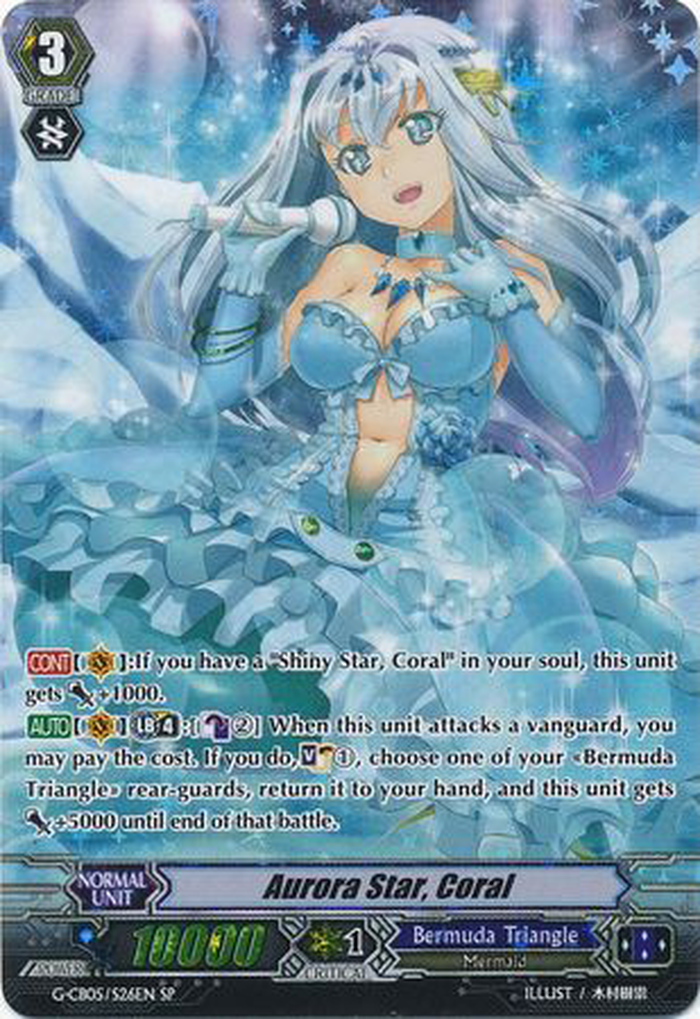 3
GRADE
CONT[ ]:If you have a "Shiny Star, Coral" in your soul, this unit
gets +1000.
AUTO[ ] LB4:[ ②] When this unit attacks a vanguard, you
may pay the cost. If you do, V ①, choose one of your «Bermuda
Triangle» rear-guards, return it to your hand, and this unit gets
+5000 until end of that battle.
NORMAL
UNIT
Aurora Star, Coral
POWER
10000
1
CRITICAL
Bermuda Triangle
Mermaid
G-CB05/S26EN SP
ILLUST / 木村樹崇